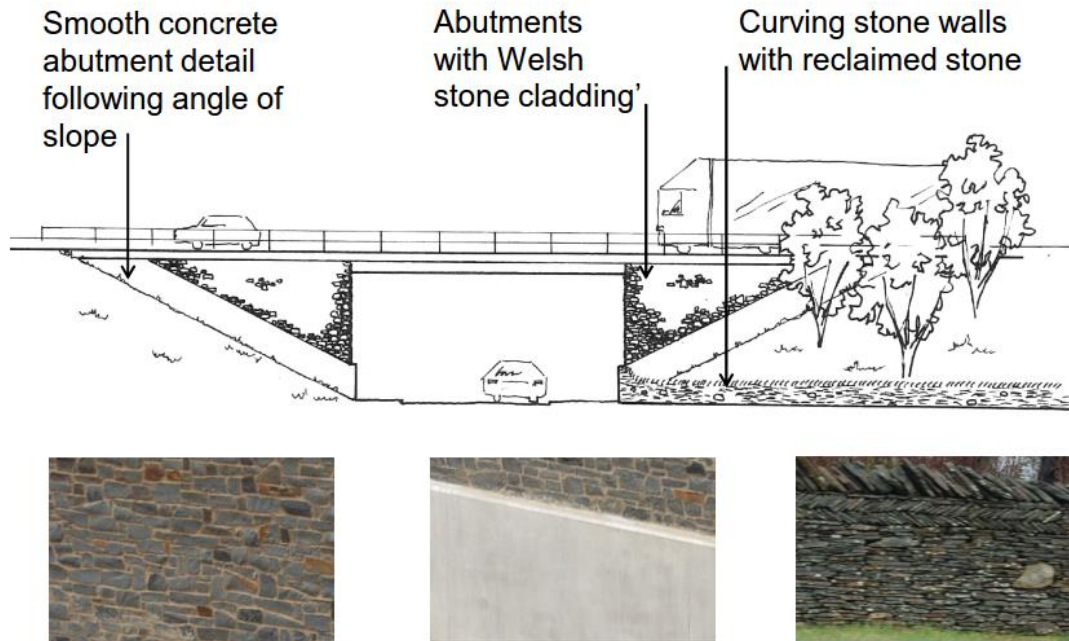 Smooth concrete
abutment detail
following angle of
slope
Abutments
with Welsh
stone cladding’
Curving stone walls
with reclaimed stone